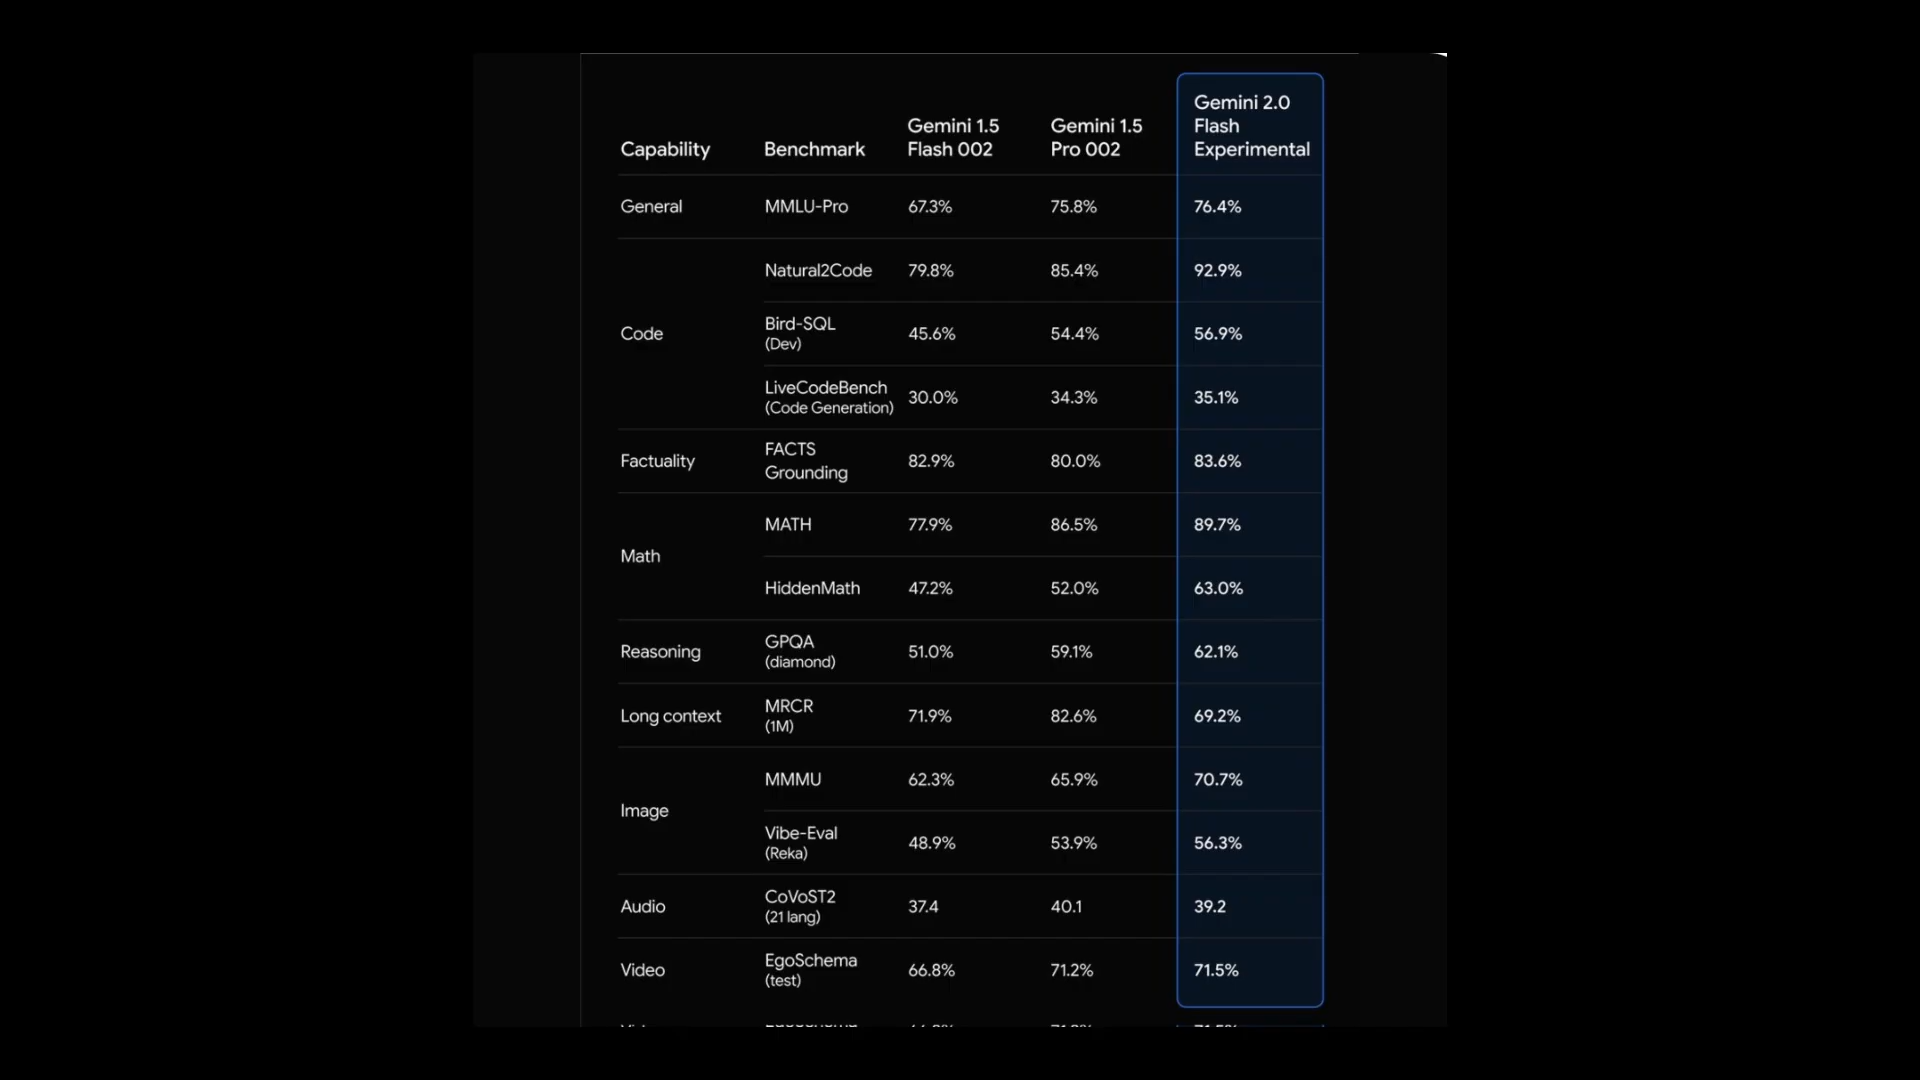 Capability Benchmark Gemini 1.5 Flash 002 Gemini 1.5 Pro 002 Gemini 2.0 Flash Experimental
General MMLU-Pro 67.3% 75.8% 76.4%
Code Natural2Code 79.8% 85.4% 92.9%
Bird-SQL (Dev) 45.6% 54.4% 56.9%
LiveCodeBench (Code Generation) 30.0% 34.3% 35.1%
Factuality FACTS Grounding 82.9% 80.0% 83.6%
Math MATH 77.9% 86.5% 89.7%
HiddenMath 47.2% 52.0% 63.0%
Reasoning GPQA (diamond) 51.0% 59.1% 62.1%
Long context MRCR (1M) 71.9% 82.6% 69.2%
Image MMMU 62.3% 65.9% 70.7%
Vibe-Eval (Reka) 48.9% 53.9% 56.3%
Audio CoVoST2 (21 lang) 37.4 40.1 39.2
Video EgoSchema (test) 66.8% 71.2% 71.5%